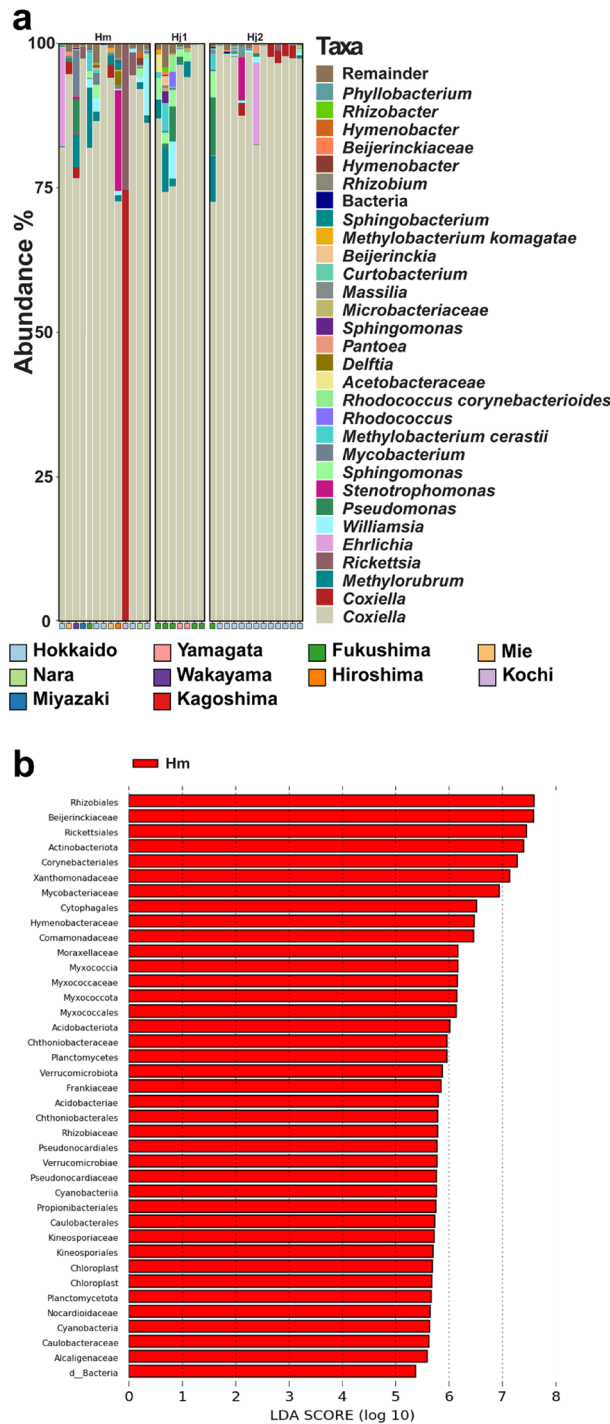 a
Hm Hj1 Hj2
Abundance %
100
75
50
25
0
Taxa
Remainder
Phyllobacterium
Rhizobacter
Hymenobacter
Beijerinckiaceae
Hymenobacter
Rhizobium
Bacteria
Sphingobacterium
Methylobacterium komagatae
Beijerinckia
Curtobacterium
Massilia
Microbacteriaceae
Sphingomonas
Pantoea
Delftia
Acetobacteraceae
Rhodococcus corynebacterioides
Rhodococcus
Methylobacterium cerastii
Mycobacterium
Sphingomonas
Stenotrophomonas
Pseudomonas
Williamsia
Ehrlichia
Rickettsia
Methylorubrum
Coxiella
Coxiella
Hokkaido Yamagata Fukushima Mie
Nara Wakayama Hiroshima Kochi
Miyazaki Kagoshima
b
Hm
Rhizobiales
Beijerinckiaceae
Rickettsiales
Actinobacteriota
Corynebacteriales
Xanthomonadaceae
Mycobacteriaceae
Cytophagales
Hymenobacteraceae
Comamonadaceae
Moraxellaceae
Myxococcia
Myxococcaceae
Myxococcota
Myxococcales
Acidobacteriota
Chthoniobacteraceae
Planctomycetes
Verrucomicrobiota
Frankiaceae
Acidobacteriae
Chthoniobacterales
Rhizobiaceae
Pseudonocardiales
Verrucomicrobiae
Pseudonocardiaceae
Cyanobacteriia
Propionibacteriales
Caulobacterales
Kineosporiaceae
Kineosporiales
Chloroplast
Chloroplast
Planctomycetota
Nocardioidaceae
Cyanobacteria
Caulobacteraceae
Alcaligenaceae
d__Bacteria
0 1 2 3 4 5 6 7 8
LDA SCORE (log 10)